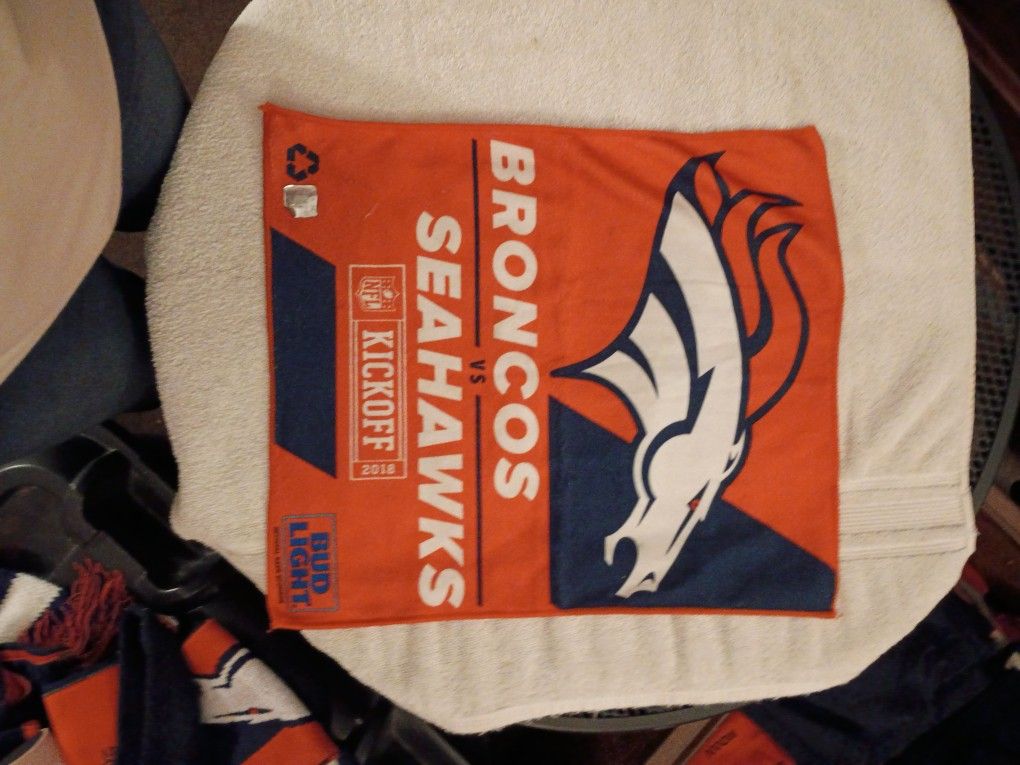 BRONCOS
VS
SEAHAWKS
NFL
KICKOFF
2018
BUD
LIGHT